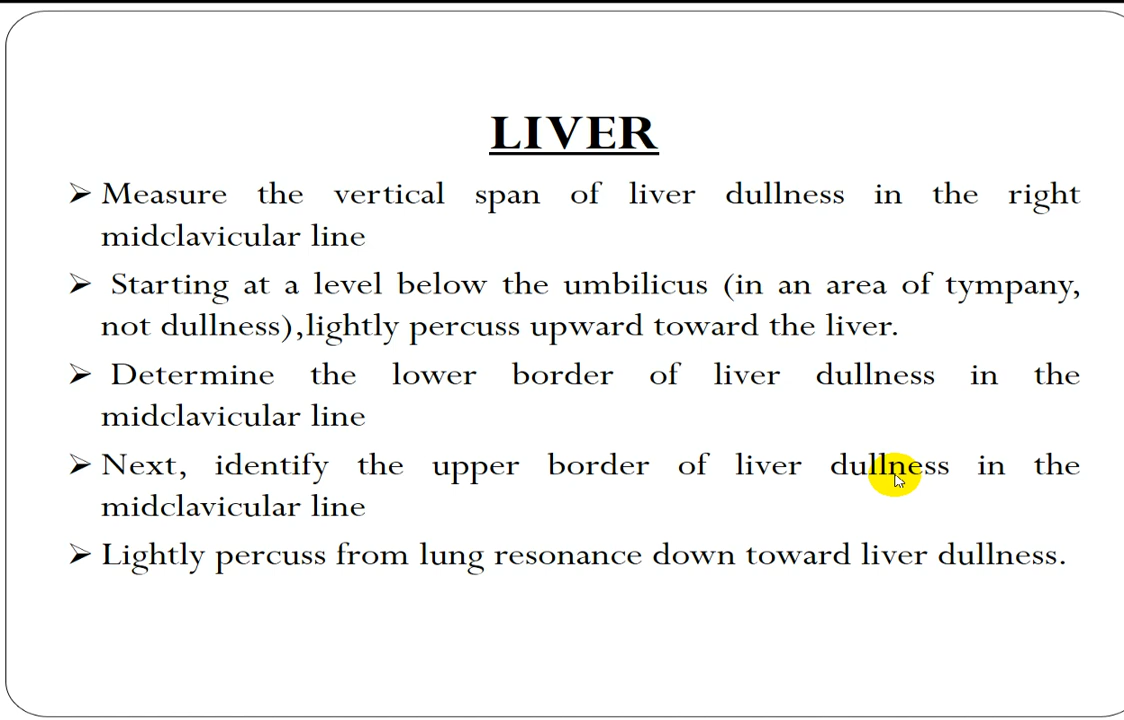 LIVER
➢ Measure the vertical span of liver dullness in the right
midclavicular line
➢ Starting at a level below the umbilicus (in an area of tympany,
not dullness),lightly percuss upward toward the liver.
➢ Determine the lower border of liver dullness in the
midclavicular line
➢ Next, identify the upper border of liver dullness in the
midclavicular line
➢ Lightly percuss from lung resonance down toward liver dullness.